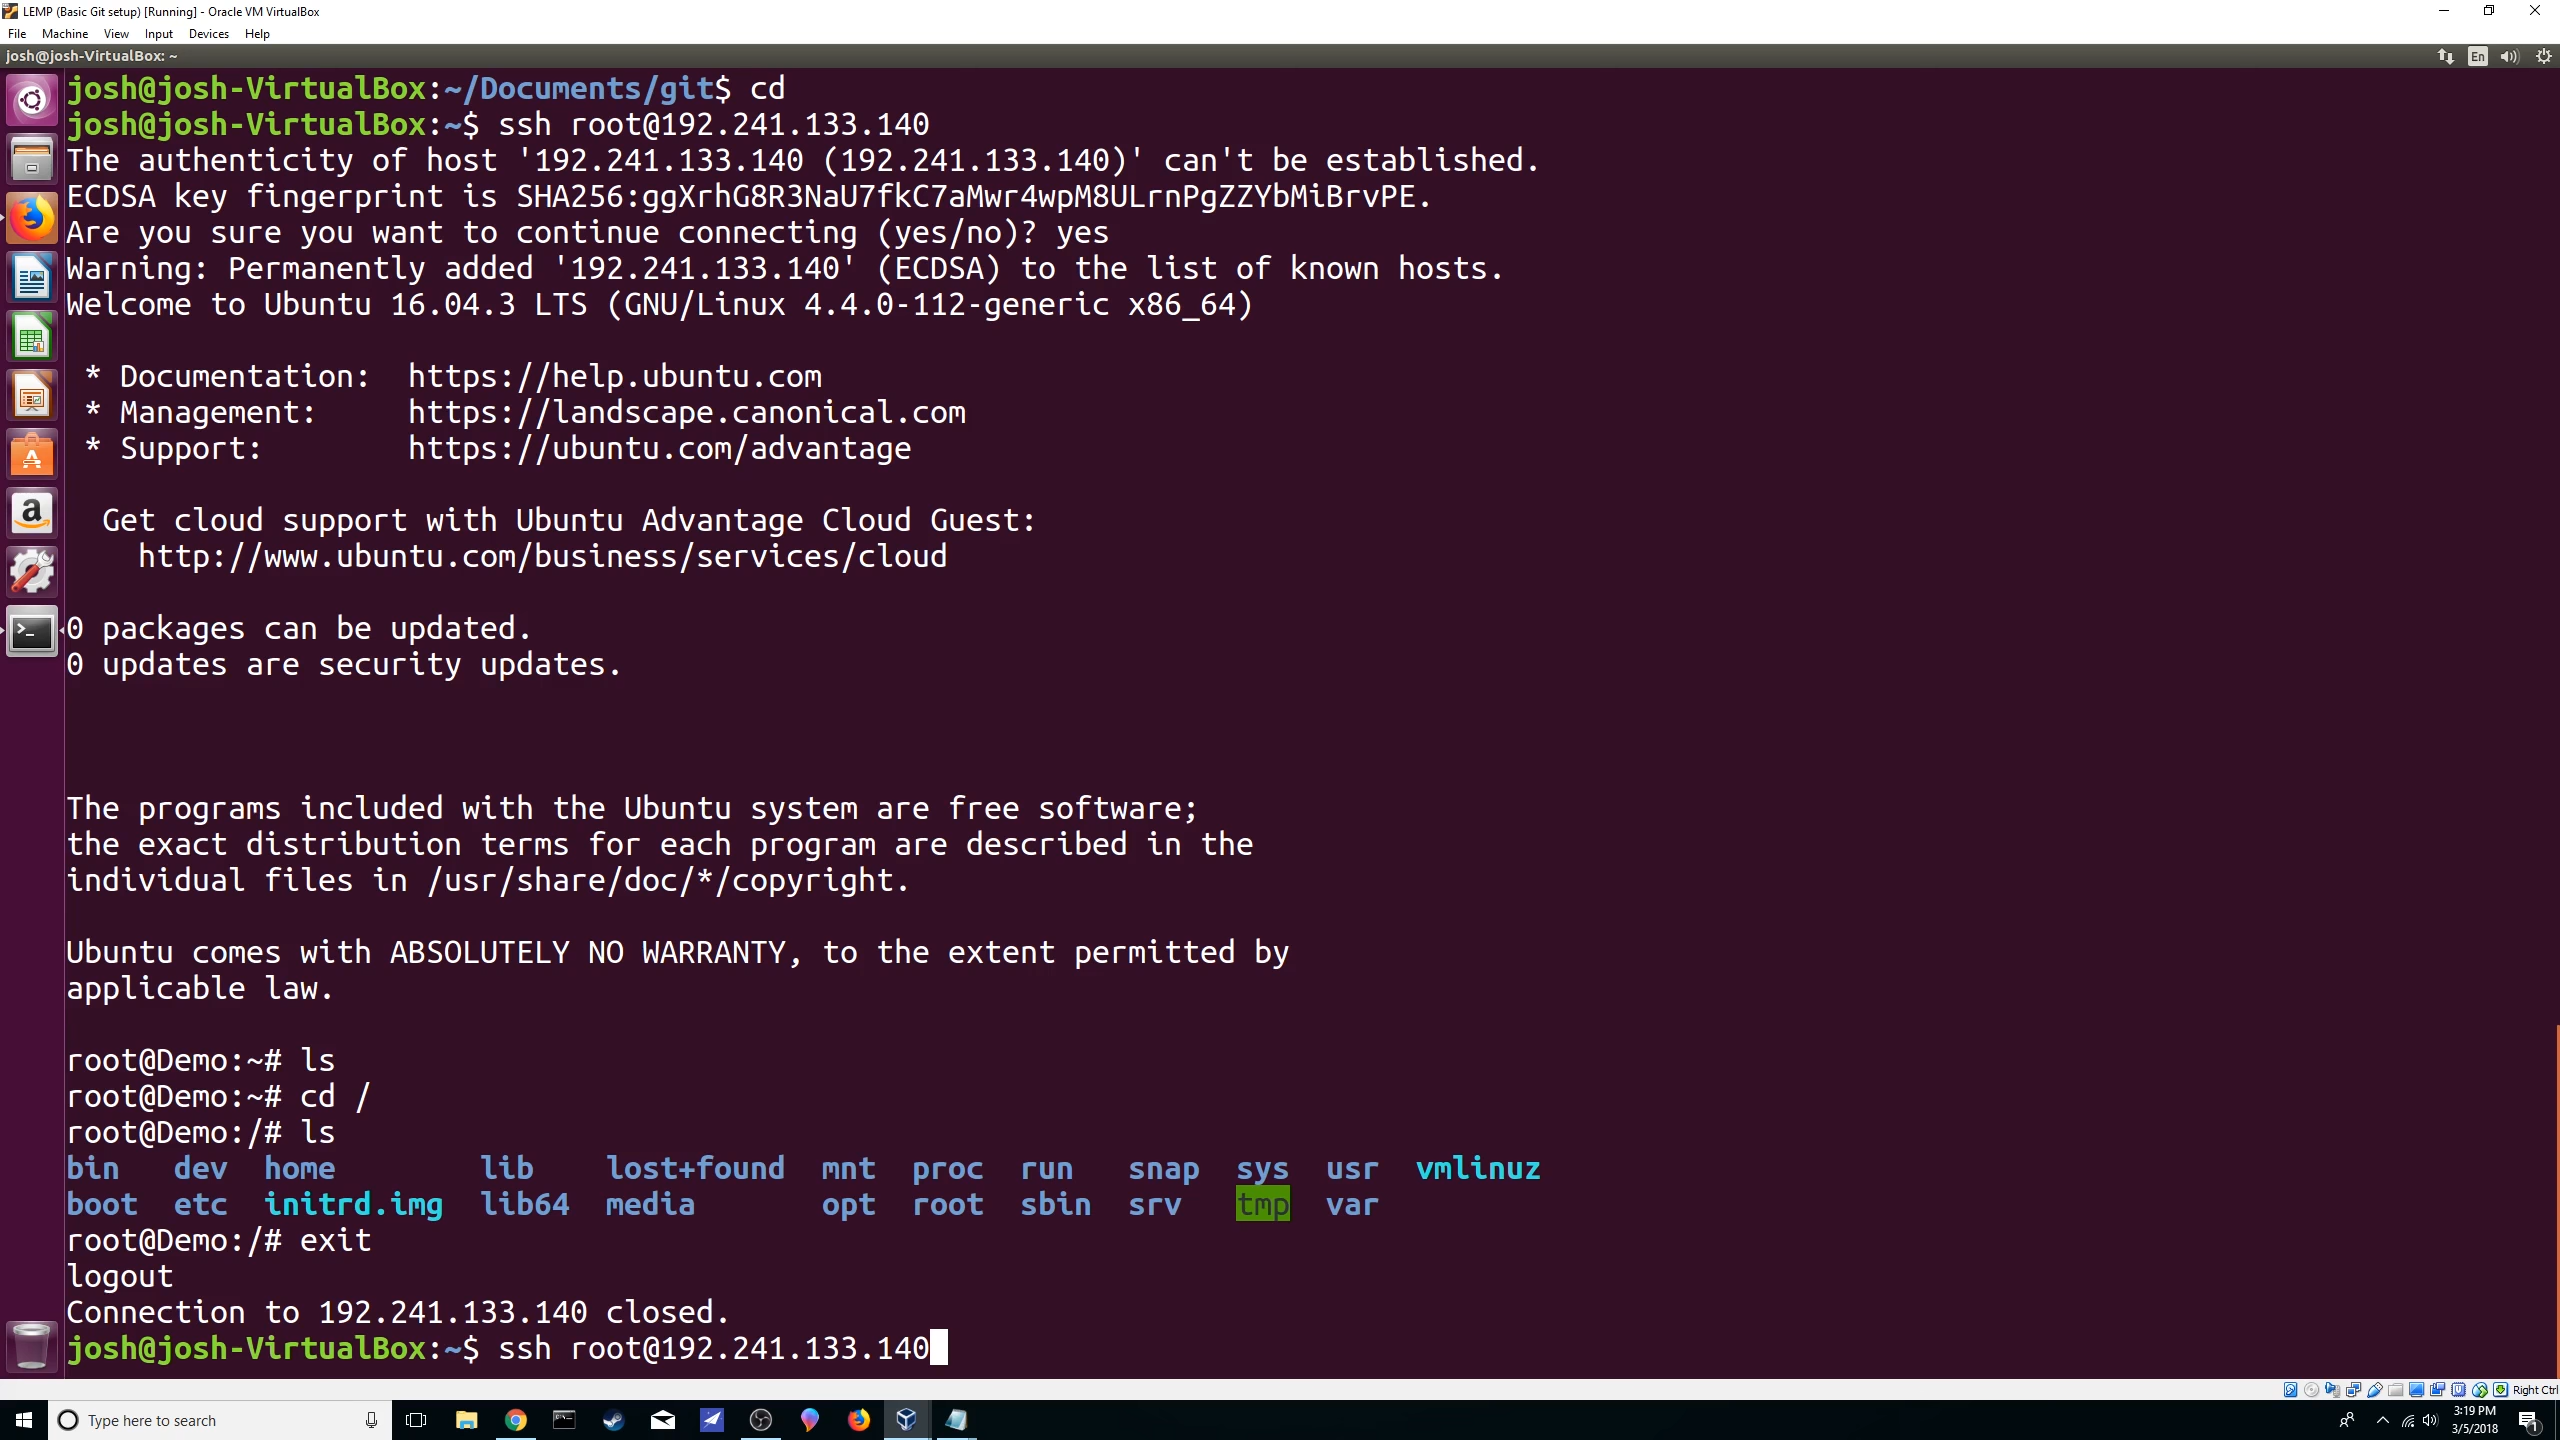 LEMP (Basic Git setup) [Running] - Oracle VM VirtualBox
File Machine View Input Devices Help
josh@josh-VirtualBox: ~
En
josh@josh-VirtualBox:~/Documents/git$ cd
josh@josh-VirtualBox:~$ ssh root@192.241.133.140
The authenticity of host '192.241.133.140 (192.241.133.140)' can't be established.
ECDSA key fingerprint is SHA256:ggXrhG8R3NaU7fkC7aMwr4wpM8ULrnPgZZYbMiBrvPE.
Are you sure you want to continue connecting (yes/no)? yes
Warning: Permanently added '192.241.133.140' (ECDSA) to the list of known hosts.
Welcome to Ubuntu 16.04.3 LTS (GNU/Linux 4.4.0-112-generic x86_64)
* Documentation:  https://help.ubuntu.com
* Management:     https://landscape.canonical.com
* Support:        https://ubuntu.com/advantage
Get cloud support with Ubuntu Advantage Cloud Guest:
http://www.ubuntu.com/business/services/cloud
0 packages can be updated.
0 updates are security updates.
The programs included with the Ubuntu system are free software;
the exact distribution terms for each program are described in the
individual files in /usr/share/doc/*/copyright.
Ubuntu comes with ABSOLUTELY NO WARRANTY, to the extent permitted by
applicable law.
root@Demo:~# ls
root@Demo:~# cd /
root@Demo:/# ls
bin   dev  home        lib    lost+found  mnt  proc  run   snap  sys  usr  vmlinuz
boot  etc  initrd.img  lib64  media       opt  root  sbin  srv   tmp  var
root@Demo:/# exit
logout
Connection to 192.241.133.140 closed.
josh@josh-VirtualBox:~$ ssh root@192.241.133.140
Right Ctrl
Type here to search
3:19 PM
3/5/2018
1